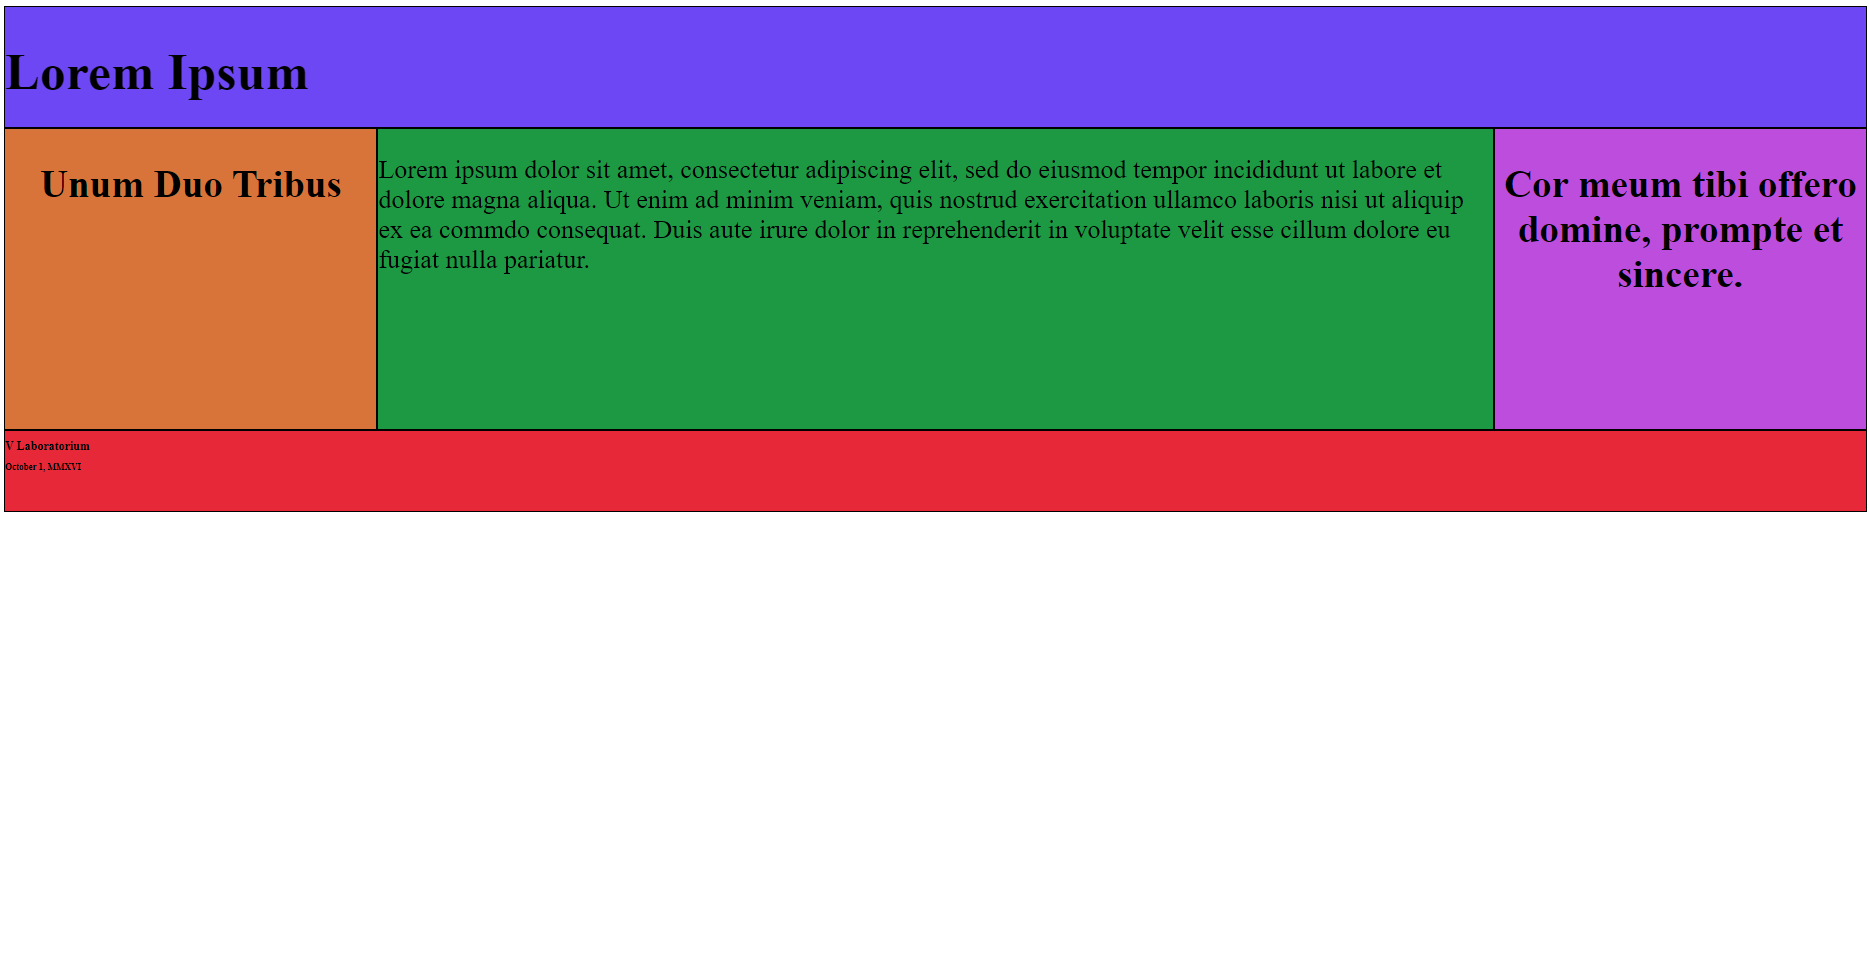 Lorem Ipsum
Unum Duo Tribus
Lorem ipsum dolor sit amet, consectetur adipiscing elit, sed do eiusmod tempor incididunt ut labore et
dolore magna aliqua. Ut enim ad minim veniam, quis nostrud exercitation ullamco laboris nisi ut aliquip
ex ea commdo consequat. Duis aute irure dolor in reprehenderit in voluptate velit esse cillum dolore eu
fugiat nulla pariatur.
Cor meum tibi offero
domine, prompte et
sincere.
V Laboratorium
October 1, MMXVI